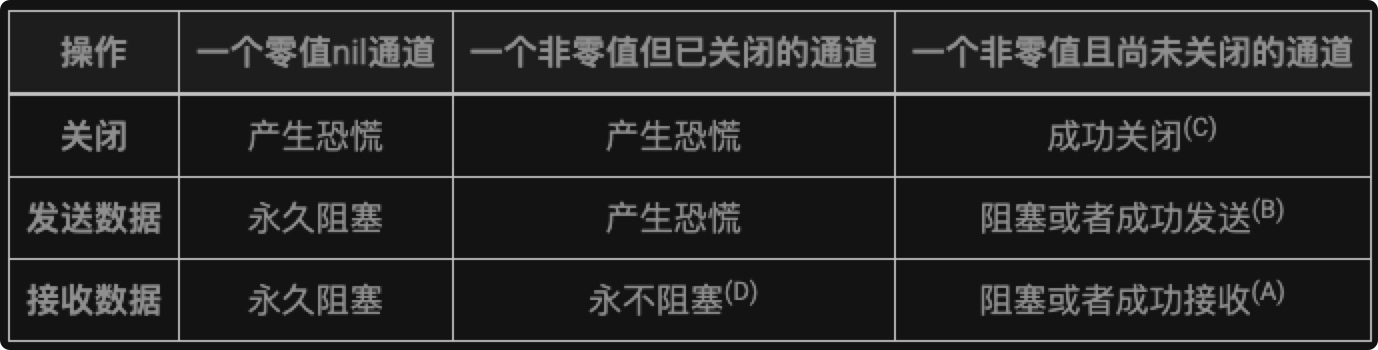 操作 一个零值nil通道 一个非零值但已关闭的通道 一个非零值且尚未关闭的通道
关闭 产生恐慌 产生恐慌 成功关闭(C)
发送数据 永久阻塞 产生恐慌 阻塞或者成功发送(B)
接收数据 永久阻塞 永不阻塞(D) 阻塞或者成功接收(A)